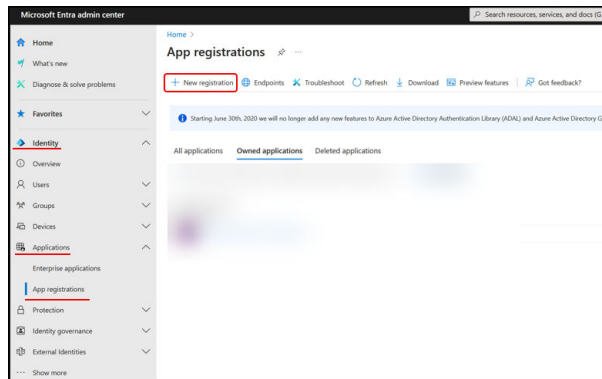 Microsoft Entra admin center
Search resources, services, and docs (G
Home
What's new
Diagnose & solve problems
Favorites
Identity
Overview
Users
Groups
Devices
Applications
Enterprise applications
App registrations
Protection
Identity governance
External Identities
Show more
Home >
App registrations
New registration Endpoints Troubleshoot Refresh Download Preview features Got feedback?
Starting June 30th, 2020 we will no longer add any new features to Azure Active Directory Authentication Library (ADAL) and Azure Active Directory G
All applications Owned applications Deleted applications